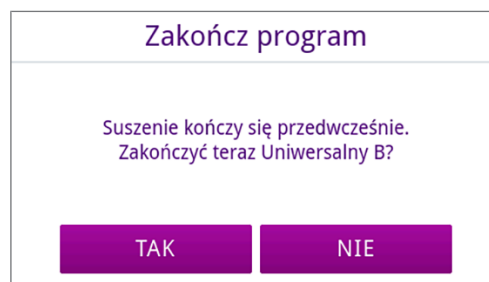 Zakończ program
Suszenie kończy się przedwcześnie.
Zakończyć teraz Uniwersalny B?
TAK
NIE